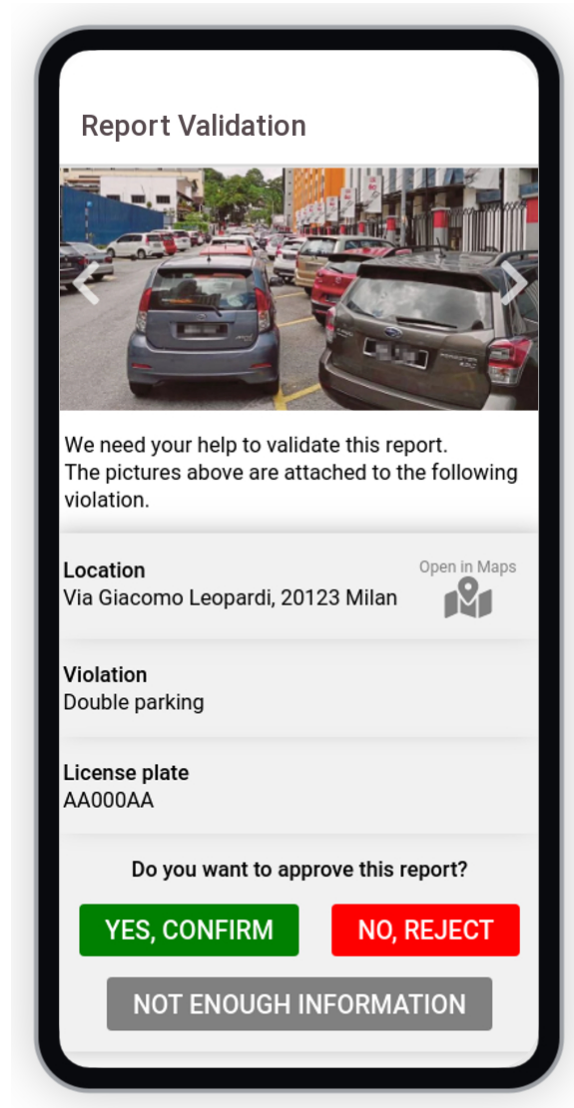 Report Validation
We need your help to validate this report.
The pictures above are attached to the following
violation.
Location
Open in Maps
Via Giacomo Leopardi, 20123 Milan
Violation
Double parking
License plate
AA000AA
Do you want to approve this report?
YES, CONFIRM
NO, REJECT
NOT ENOUGH INFORMATION